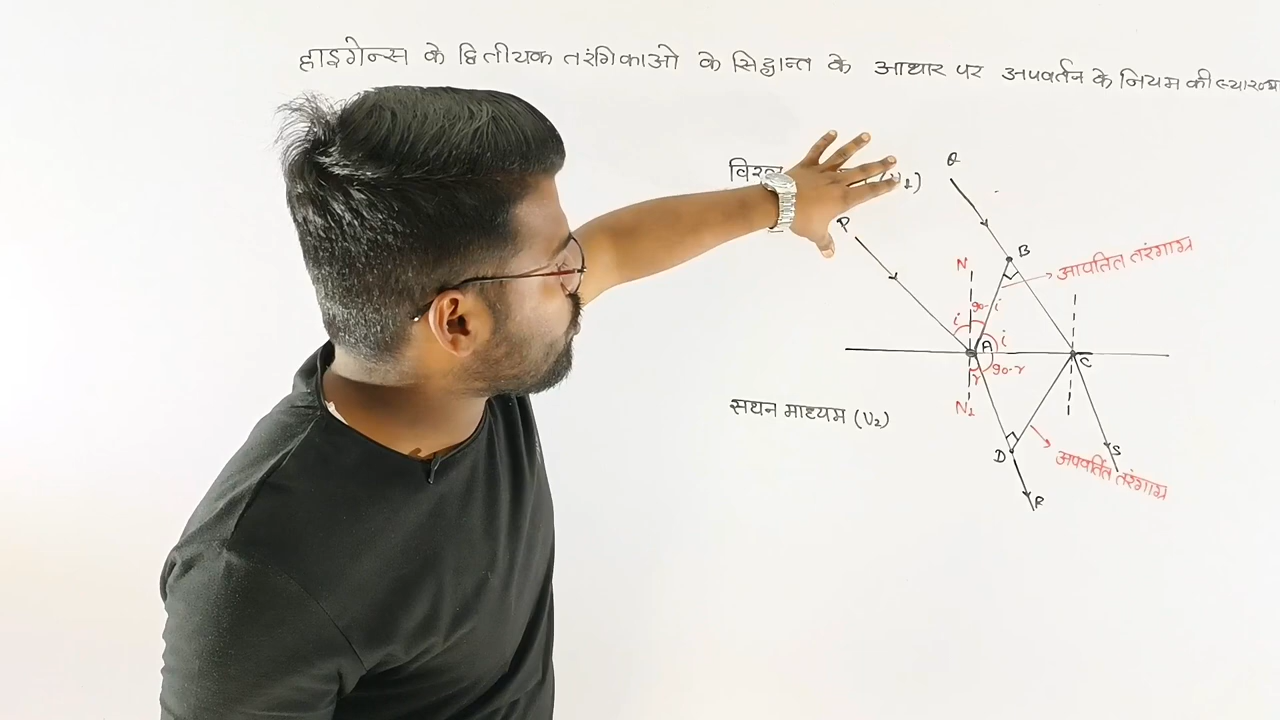 हाइगेन्स के द्वितीयक तरंगिकाओ के सिद्धान्त के आधार पर अपवर्तन के नियम की व्याख्या
Q
P
B
आपतित तरंगाग्र
N
90-i
i
A
i
C
r
90-r
N₁
सघन माध्यम (V₂)
D
S
अपवर्तित तरंगाग्र
R